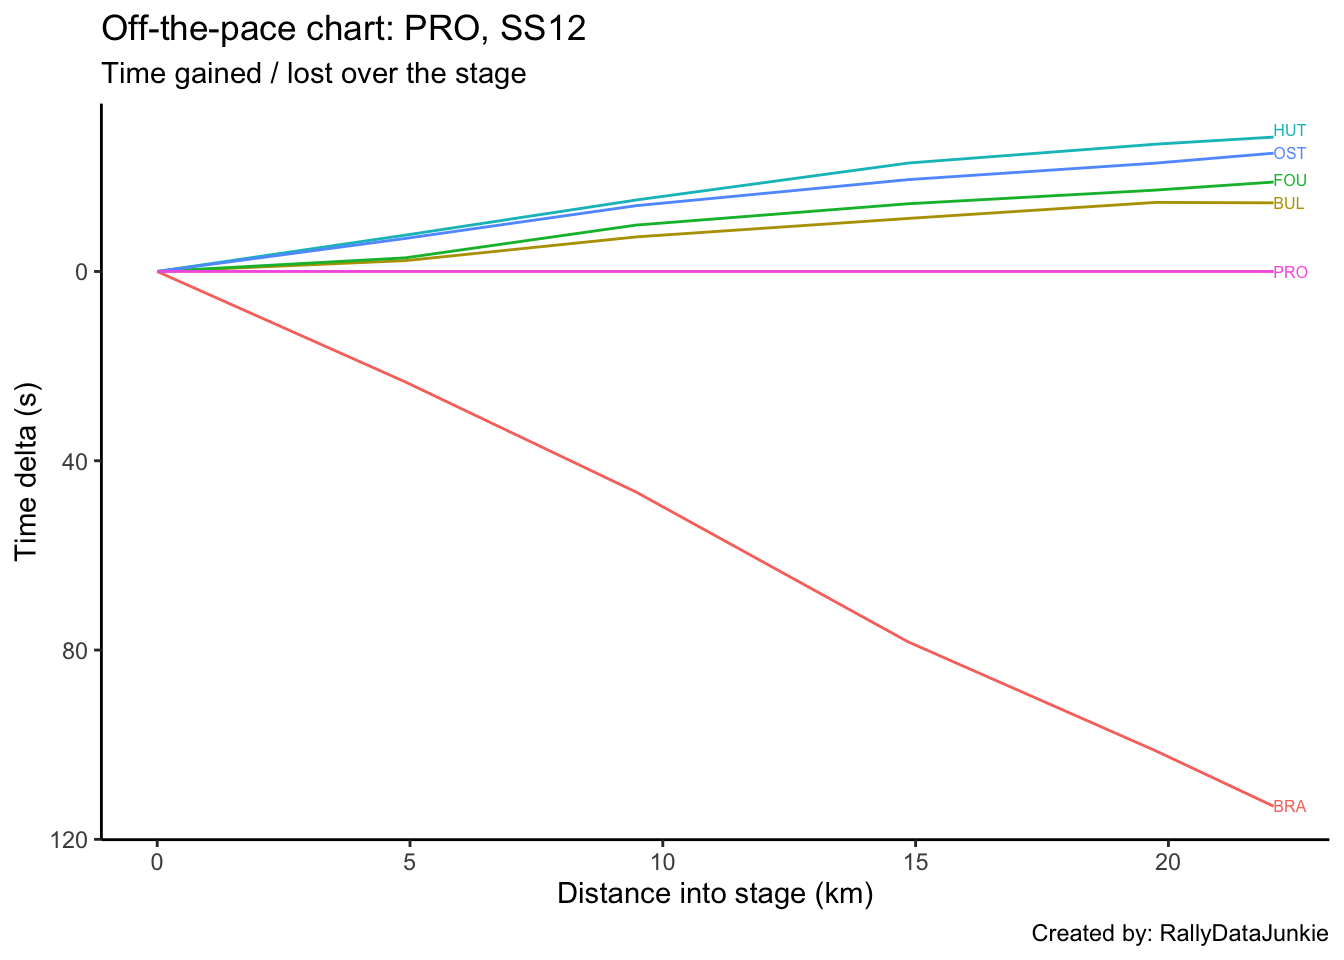 Off-the-pace chart: PRO, SS12
Time gained / lost over the stage
HUT
OST
FOU
BUL
0
PRO
Time delta (s)
40
80
BRA
120
0 5 10 15 20
Distance into stage (km)
Created by: RallyDataJunkie